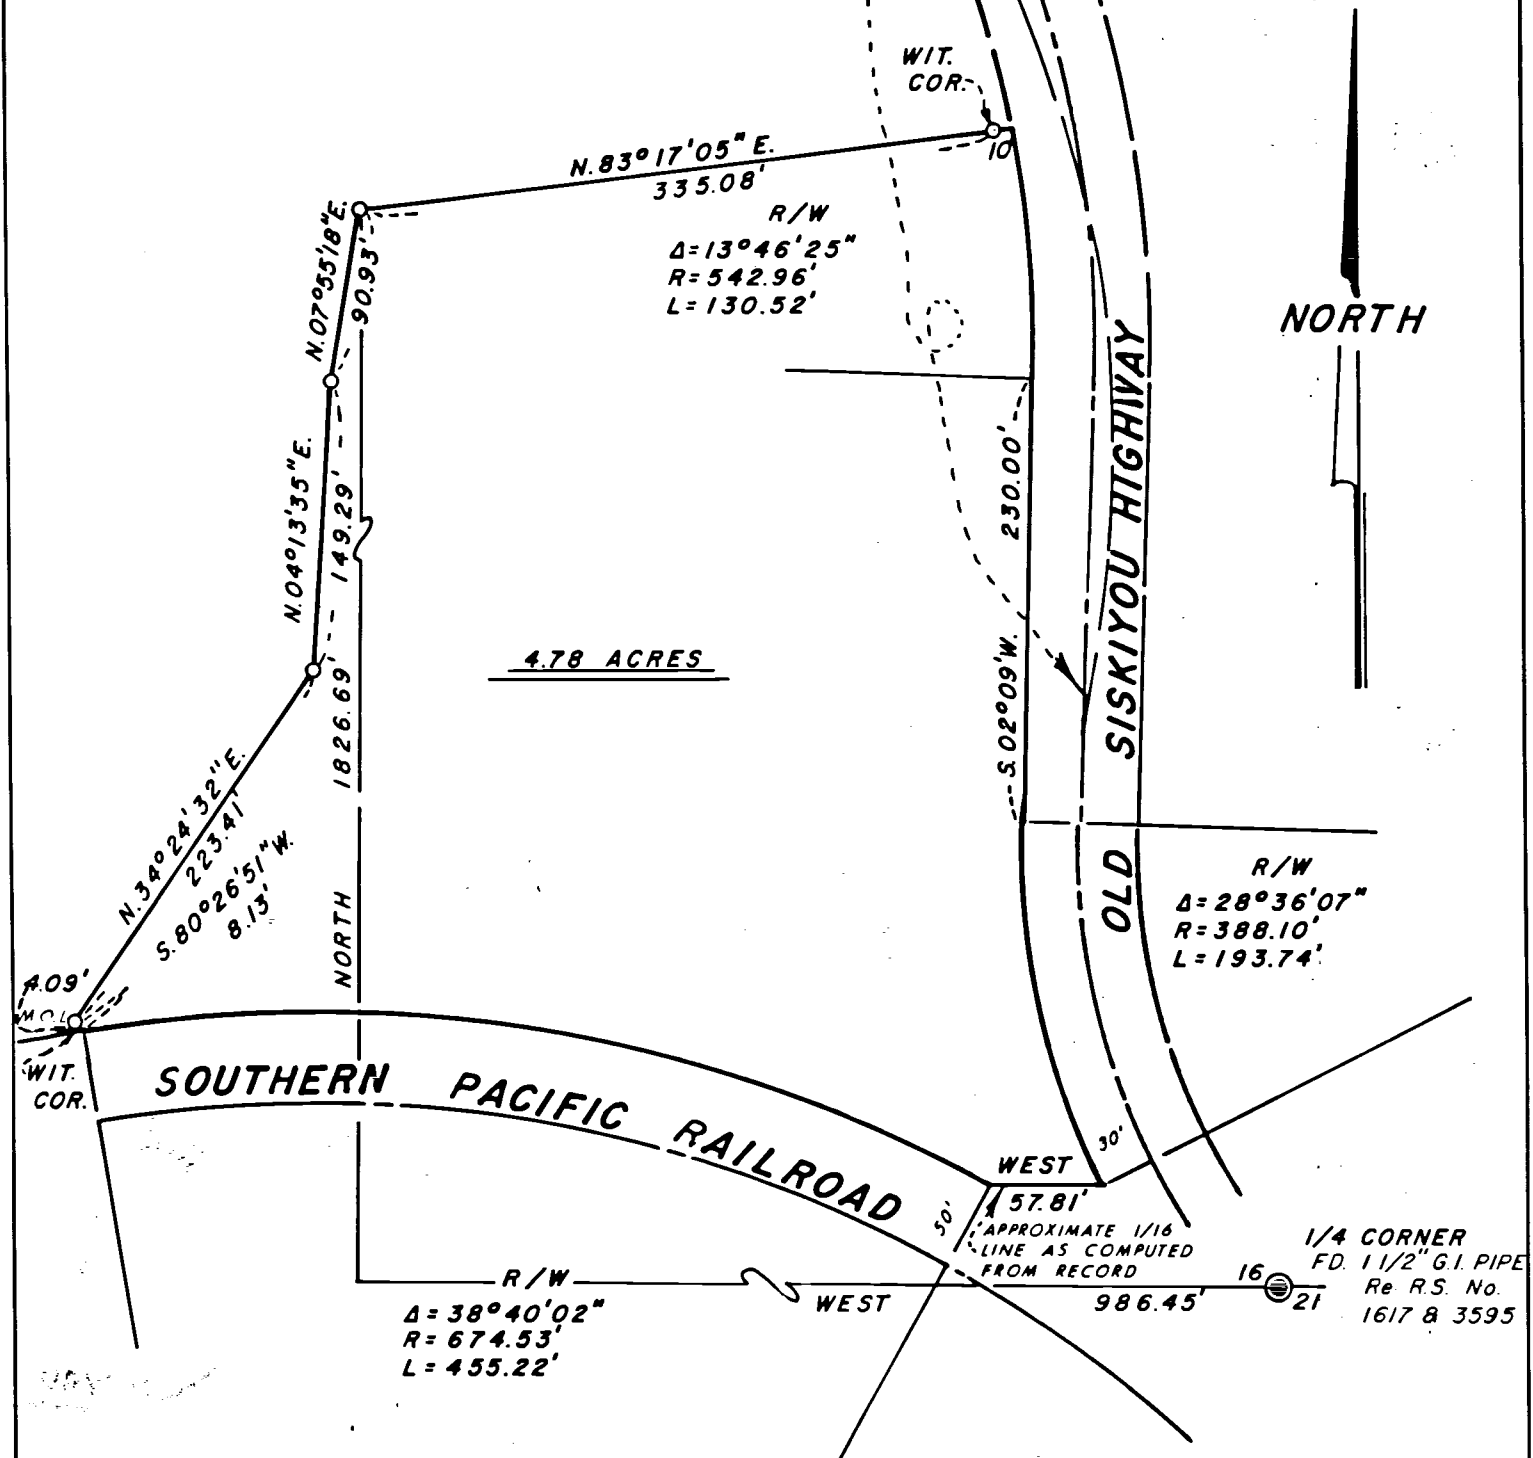 WIT.
COR.
N.83°17'05" E.
335.08'
10'
R/W
Δ=13°46'25"
R=542.96'
L=130.52'
N.07°55'18"E.
90.93'
NORTH
N.04°13'35"E.
149.29'
230.00'
S.02°09'W.
OLD SISKIYOU HIGHWAY
4.78 ACRES
1826.69'
NORTH
N.34°24'32"E.
223.41'
S.80°26'51"W.
8.13'
4.09'
M.O.L.
WIT.
COR.
R/W
Δ=28°36'07"
R=388.10'
L=193.74'
SOUTHERN PACIFIC RAILROAD
30'
WEST
57.81'
50'
APPROXIMATE 1/16
LINE AS COMPUTED
FROM RECORD
1/4 CORNER
FD. 1 1/2" G.I. PIPE
Re R.S. No.
1617 & 3595
16
21
986.45'
WEST
R/W
Δ=38°40'02"
R=674.53'
L=455.22'